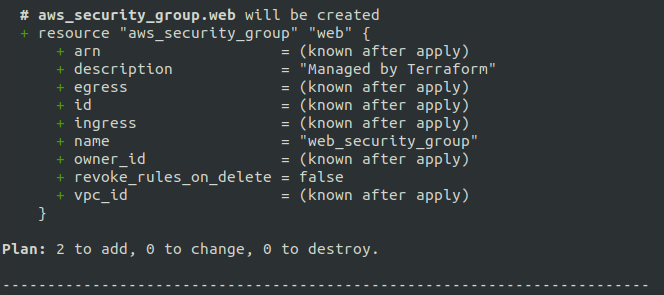 # aws_security_group.web will be created
+ resource "aws_security_group" "web" {
+ arn = (known after apply)
+ description = "Managed by Terraform"
+ egress = (known after apply)
+ id = (known after apply)
+ ingress = (known after apply)
+ name = "web_security_group"
+ owner_id = (known after apply)
+ revoke_rules_on_delete = false
+ vpc_id = (known after apply)
}
Plan: 2 to add, 0 to change, 0 to destroy.
------------------------------------------------------------------------